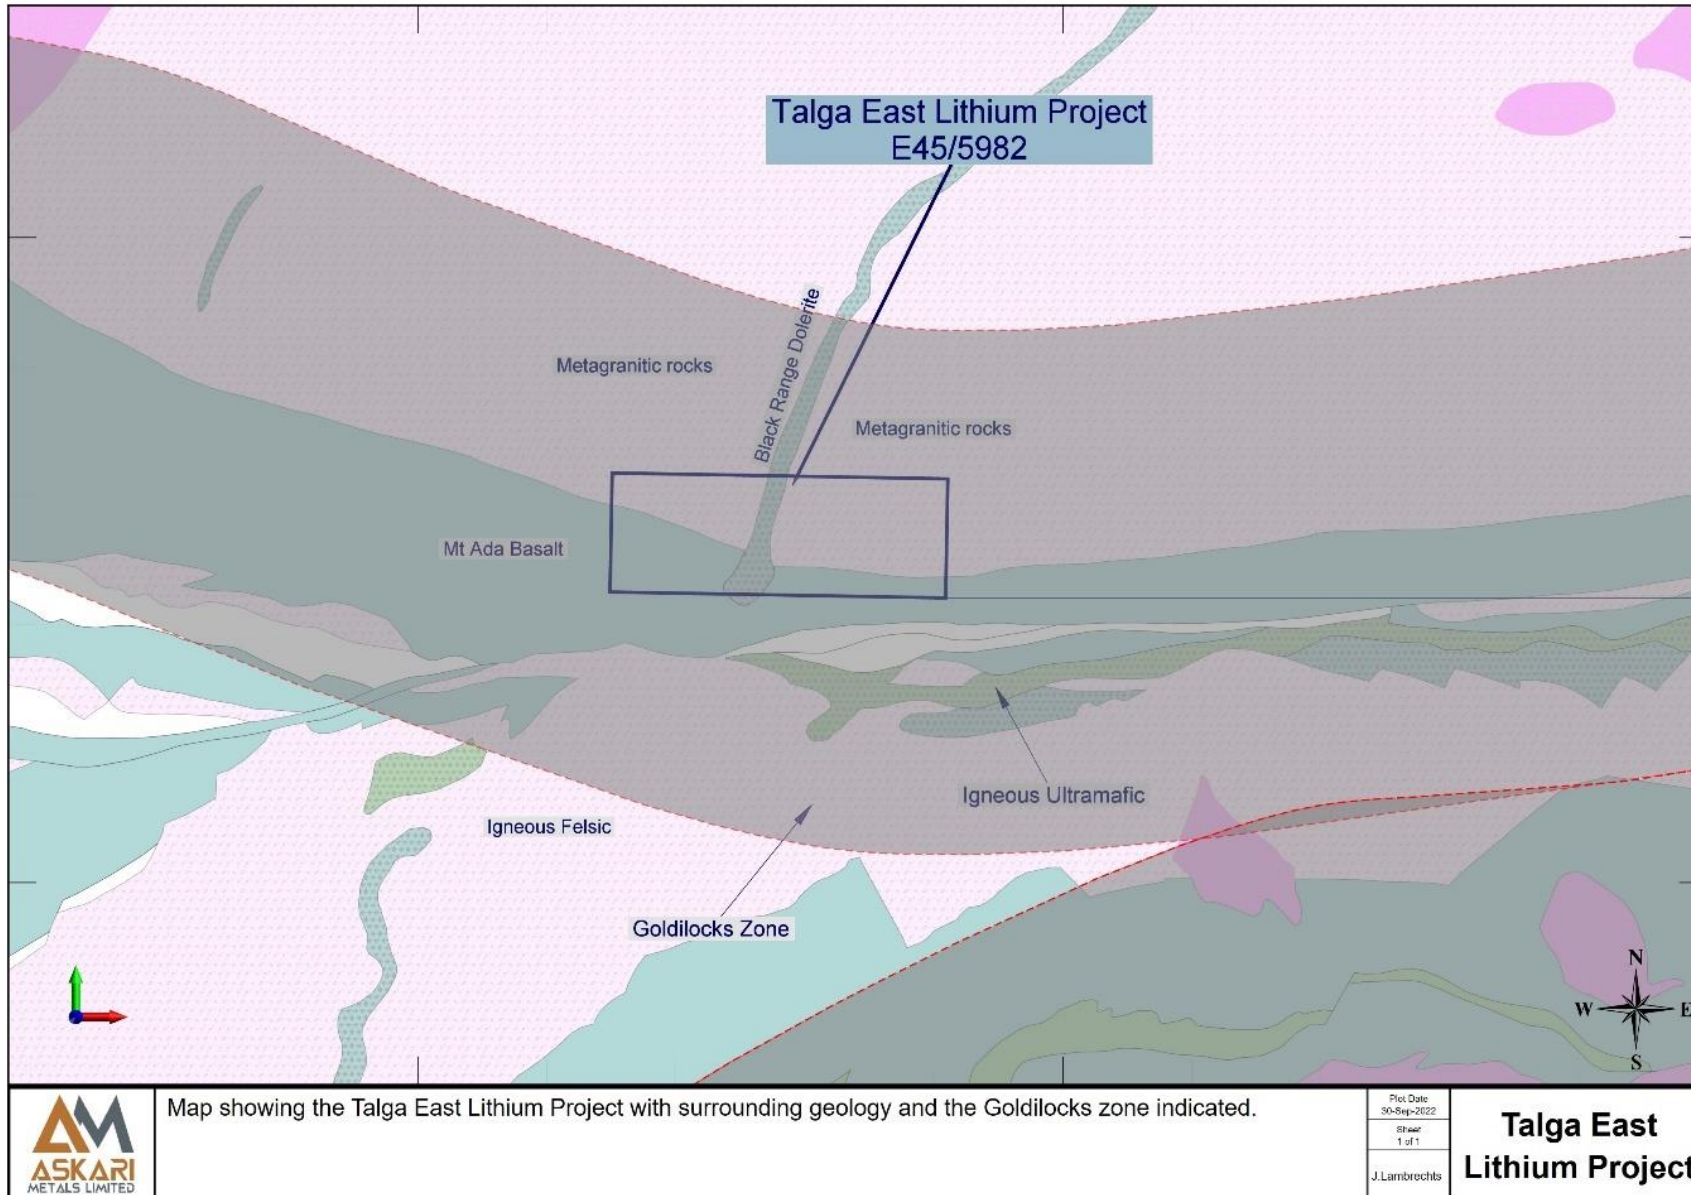 Talga East Lithium Project
E45/5982
Black Range Dolerite
Metagranitic rocks
Metagranitic rocks
Mt Ada Basalt
Igneous Ultramafic
Igneous Felsic
Goldilocks Zone
N
W
E
S
AM
ASKARI
METALS LIMITED
Map showing the Talga East Lithium Project with surrounding geology and the Goldilocks zone indicated.
Plot Date
30-Sep-2022
Sheet
1 of 1
J.Lambrechts
Talga East
Lithium Project